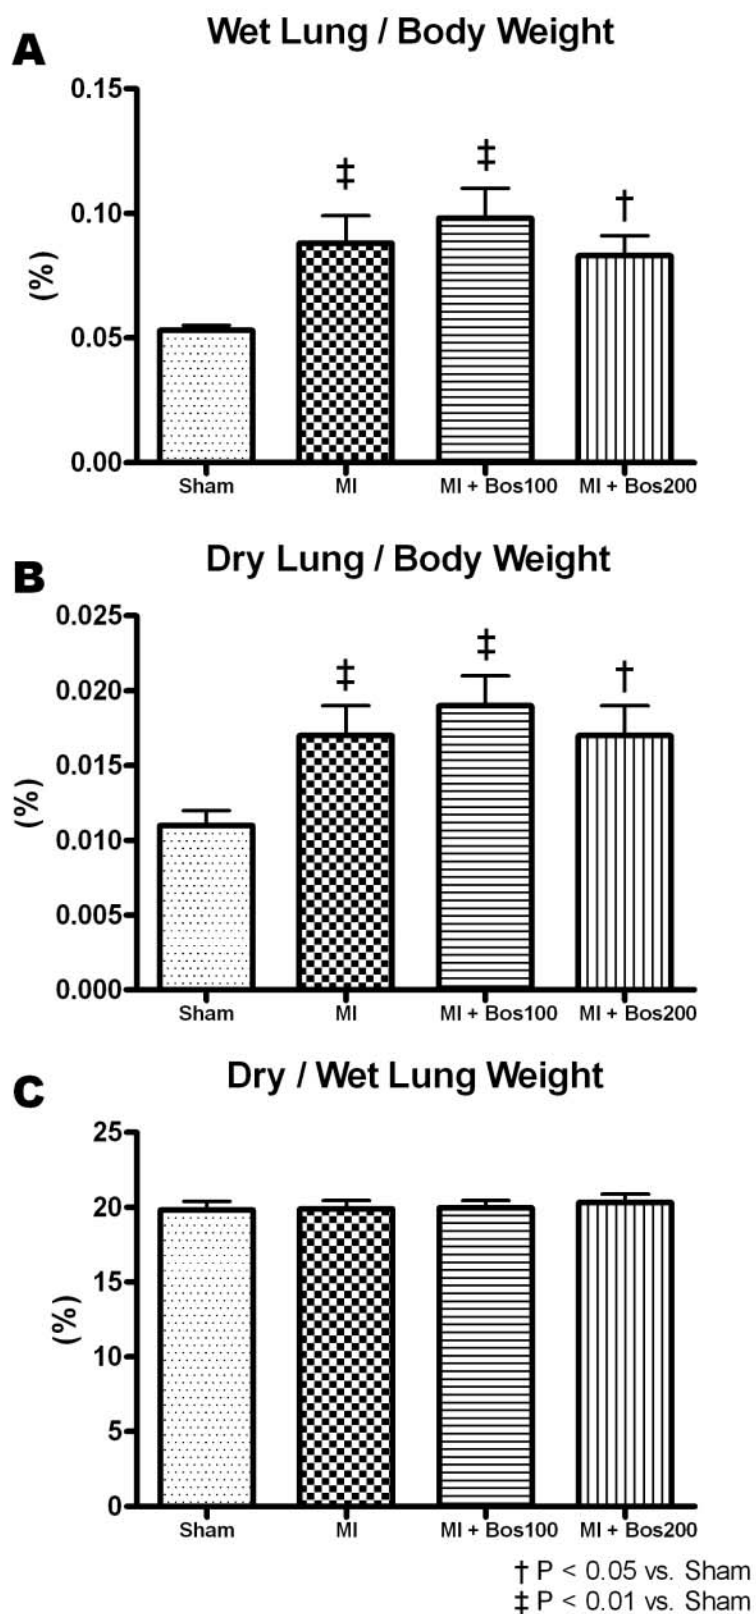 A
Wet Lung / Body Weight
0.15
0.10
0.05
0.00
(%)
‡
‡
†
Sham MI MI + Bos100 MI + Bos200
B
Dry Lung / Body Weight
0.025
0.020
0.015
0.010
0.005
0.000
(%)
‡
‡
†
Sham MI MI + Bos100 MI + Bos200
C
Dry / Wet Lung Weight
25
20
15
10
5
0
(%)
Sham MI MI + Bos100 MI + Bos200
† P < 0.05 vs. Sham
‡ P < 0.01 vs. Sham